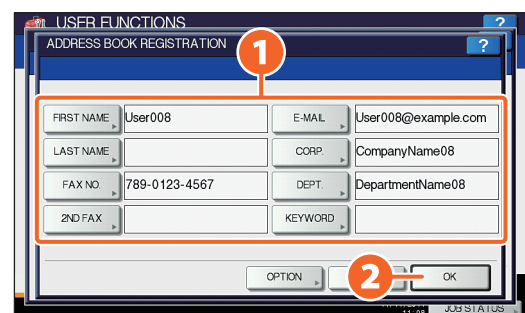 USER FUNCTIONS ?
ADDRESS BOOK REGISTRATION ?
1
FIRST NAME User008 E-MAIL User008@example.com
LAST NAME CORP. CompanyName08
FAX NO. 789-0123-4567 DEPT. DepartmentName08
2ND FAX KEYWORD
OPTION 2 OK
JOB STATUS